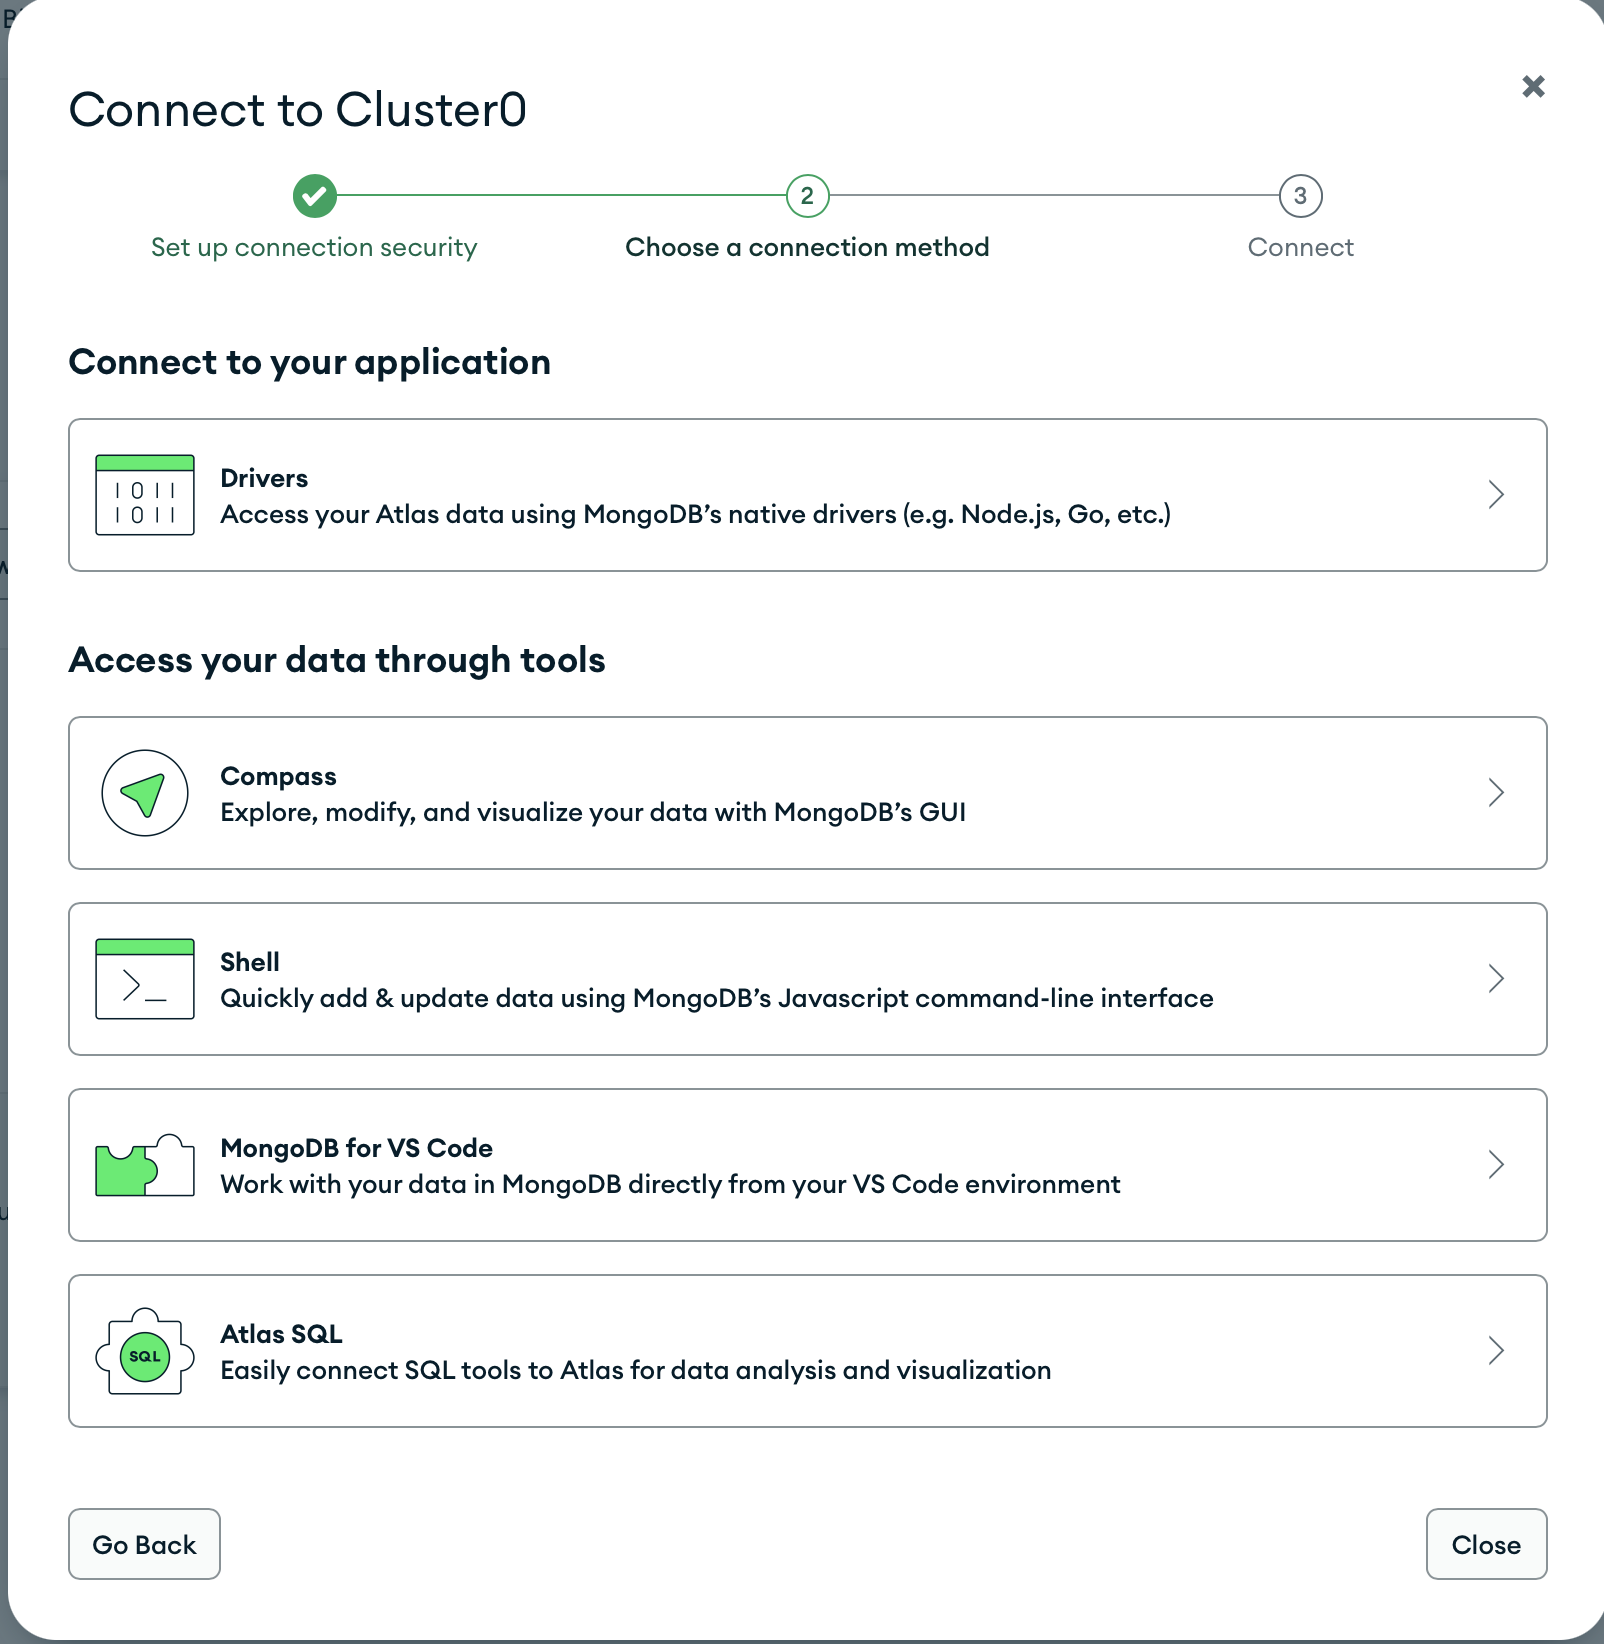 Connect to Cluster0
2
3
Set up connection security
Choose a connection method
Connect
Connect to your application
1011
1011
Drivers
Access your Atlas data using MongoDB’s native drivers (e.g. Node.js, Go, etc.)
Access your data through tools
Compass
Explore, modify, and visualize your data with MongoDB’s GUI
>_
Shell
Quickly add & update data using MongoDB’s Javascript command-line interface
MongoDB for VS Code
Work with your data in MongoDB directly from your VS Code environment
SQL
Atlas SQL
Easily connect SQL tools to Atlas for data analysis and visualization
Go Back
Close